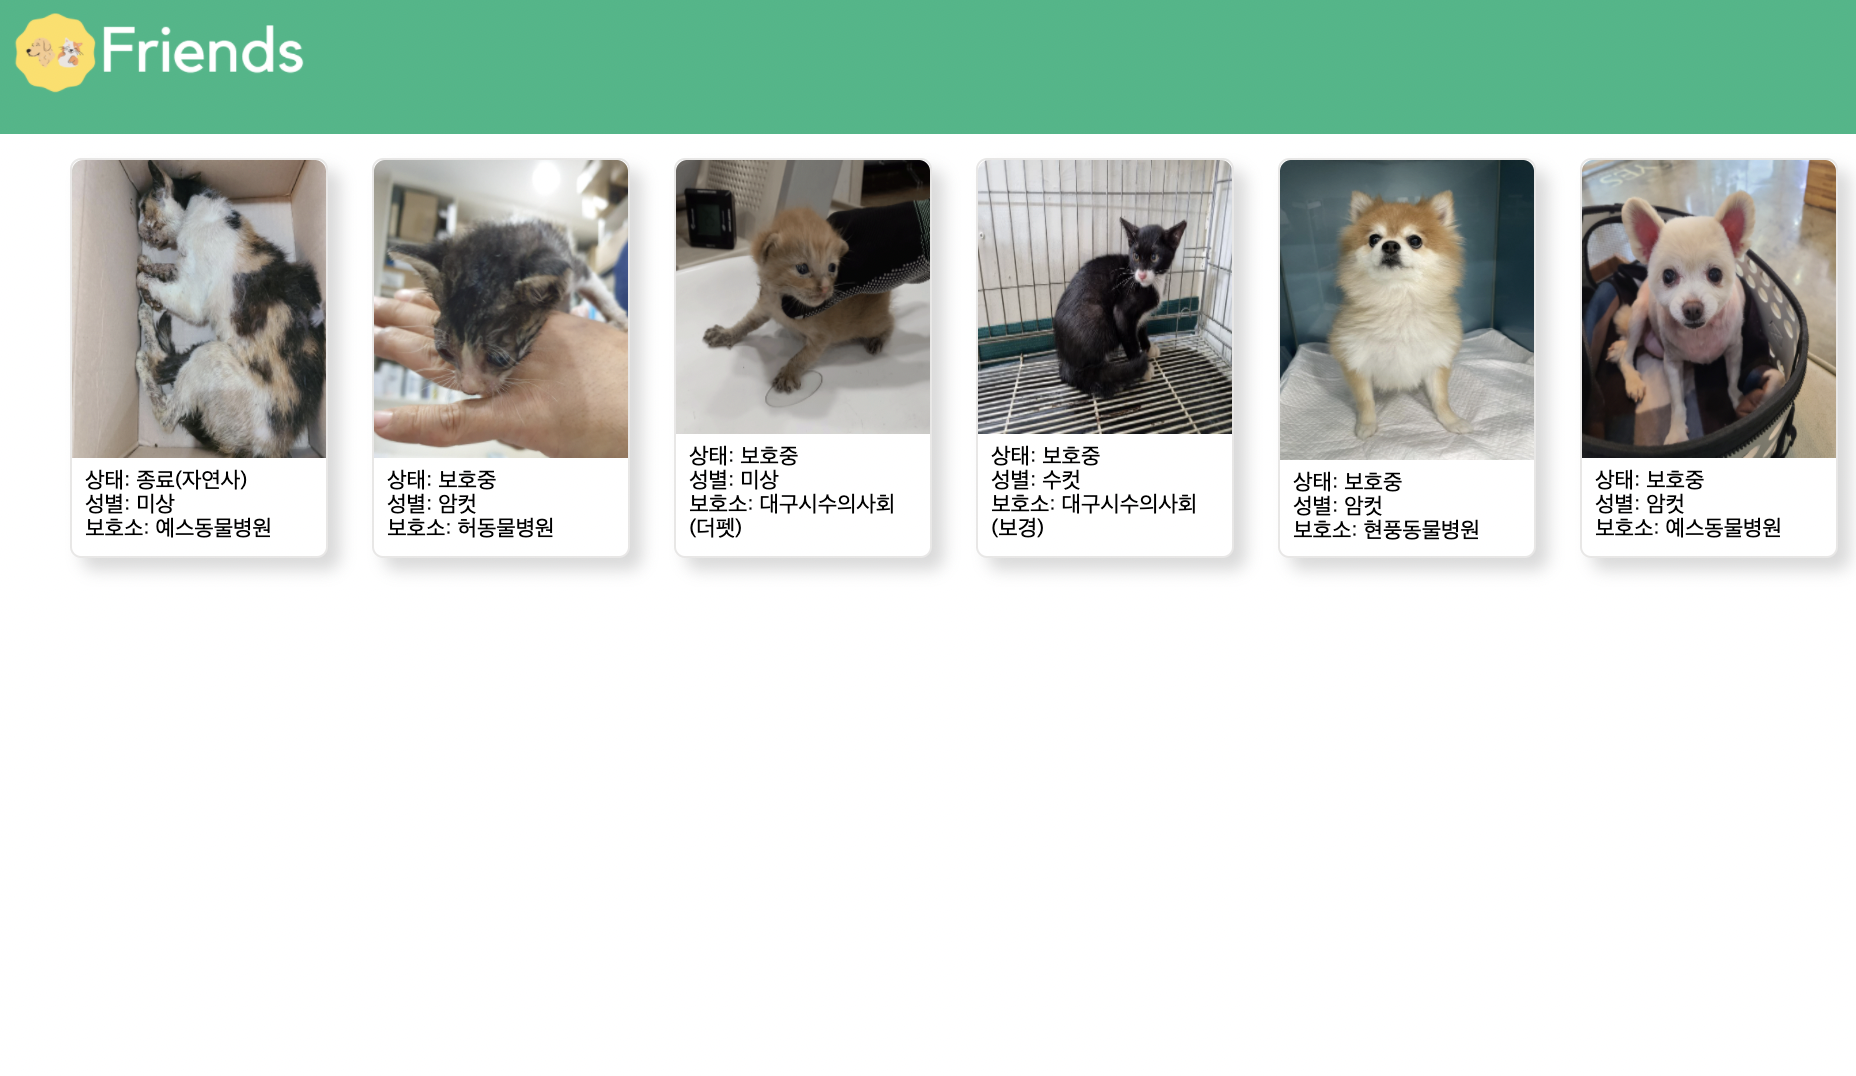 Friends
상태: 종료(자연사)
성별: 미상
보호소: 예스동물병원
상태: 보호중
성별: 암컷
보호소: 허동물병원
상태: 보호중
성별: 미상
보호소: 대구시수의사회
(더펫)
상태: 보호중
성별: 수컷
보호소: 대구시수의사회
(보경)
상태: 보호중
성별: 암컷
보호소: 현풍동물병원
상태: 보호중
성별: 암컷
보호소: 예스동물병원